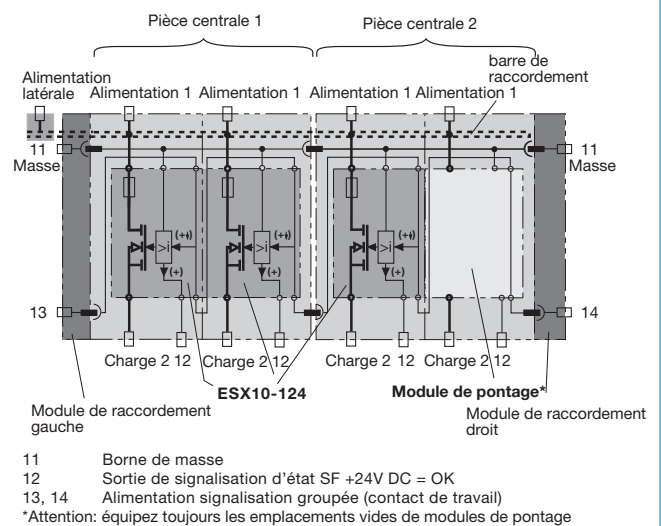 Pièce centrale 1
Pièce centrale 2
Alimentation latérale
barre de raccordement
Alimentation 1 Alimentation 1 Alimentation 1 Alimentation 1
11
Masse
11
Masse
(+)
(+)
(+)
>i
>i
>i
(+)
(+)
(+)
13
14
Charge 2 12
Charge 2 12
Charge 2 12
Charge 2 12
ESX10-124
Module de pontage*
Module de raccordement gauche
Module de raccordement droit
11 Borne de masse
12 Sortie de signalisation d'état SF +24V DC = OK
13, 14 Alimentation signalisation groupée (contact de travail)
*Attention: équipez toujours les emplacements vides de modules de pontage